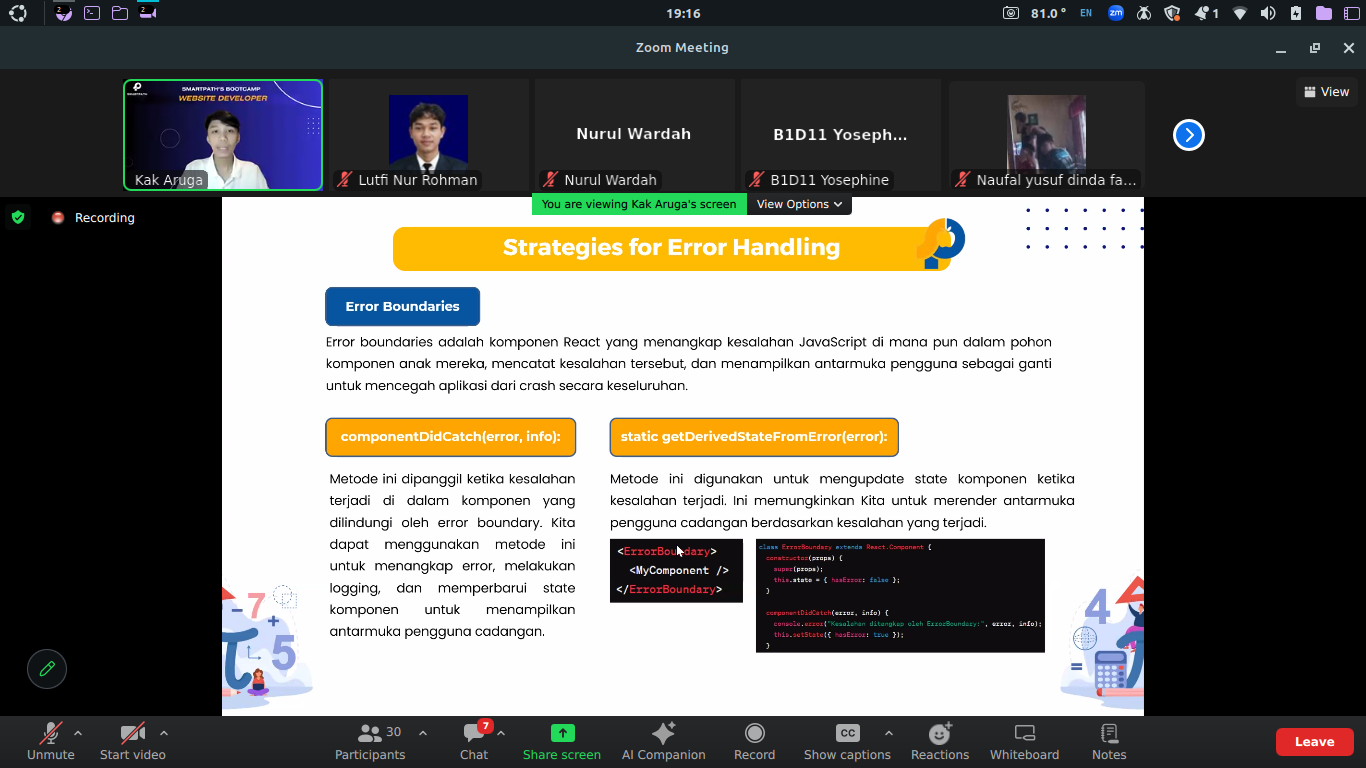 2
2
19:16
81.0 °
EN
zm
1
Zoom Meeting
SMARTPATH'S BOOTCAMP
WEBSITE DEVELOPER
Kak Aruga
Lutfi Nur Rohman
Nurul Wardah
Nurul Wardah
B1D11 Yoseph...
B1D11 Yosephine
Naufal yusuf dinda fa...
View
You are viewing Kak Aruga's screen
View Options
Recording
Strategies for Error Handling
Error Boundaries
Error boundaries adalah komponen React yang menangkap kesalahan JavaScript di mana pun dalam pohon
komponen anak mereka, mencatat kesalahan tersebut, dan menampilkan antarmuka pengguna sebagai ganti
untuk mencegah aplikasi dari crash secara keseluruhan.
componentDidCatch(error, info):
Metode ini dipanggil ketika kesalahan
terjadi di dalam komponen yang
dilindungi oleh error boundary. Kita
dapat menggunakan metode ini
untuk menangkap error, melakukan
logging, dan memperbarui state
komponen untuk menampilkan
antarmuka pengguna cadangan.
static getDerivedStateFromError(error):
Metode ini digunakan untuk mengupdate state komponen ketika
kesalahan terjadi. Ini memungkinkan Kita untuk merender antarmuka
pengguna cadangan berdasarkan kesalahan yang terjadi.
<ErrorBoundary>
<MyComponent />
</ErrorBoundary>
class ErrorBoundary extends React.Component {
constructor(props) {
super(props);
this.state = { hasError: false };
}
componentDidCatch(error, info) {
console.error("Kesalahan ditangkap oleh ErrorBoundary:", error, info);
this.setState({ hasError: true });
}
-7
+
5
4
=
Unmute
Start video
Participants
30
Chat
7
Share screen
AI Companion
Record
CC
Show captions
Reactions
Whiteboard
Notes
Leave